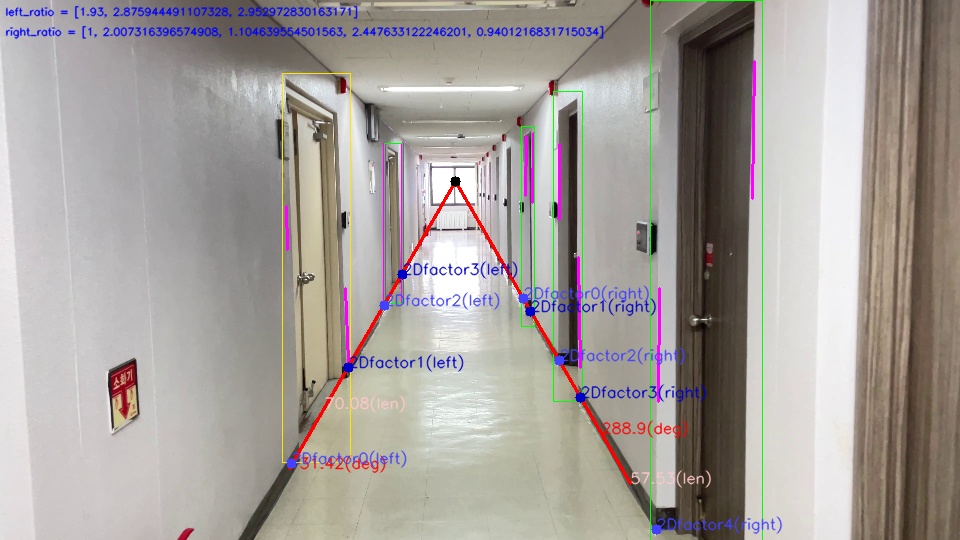 left_ratio = [1.93, 2.875944491107328, 2.952972830163171]
right_ratio = [1, 2.007316396574908, 1.104639554501563, 2.447633122246201, 0.9401216831715034]
2Dfactor3(left)
2Dfactor2(left)
2Dfactor0(right)
2Dfactor1(right)
2Dfactor1(left)
2Dfactor2(right)
소화기
2Dfactor3(right)
70.08(len)
288.9(deg)
2Dfactor0(left)
31.42(deg)
57.53(len)
2Dfactor4(right)